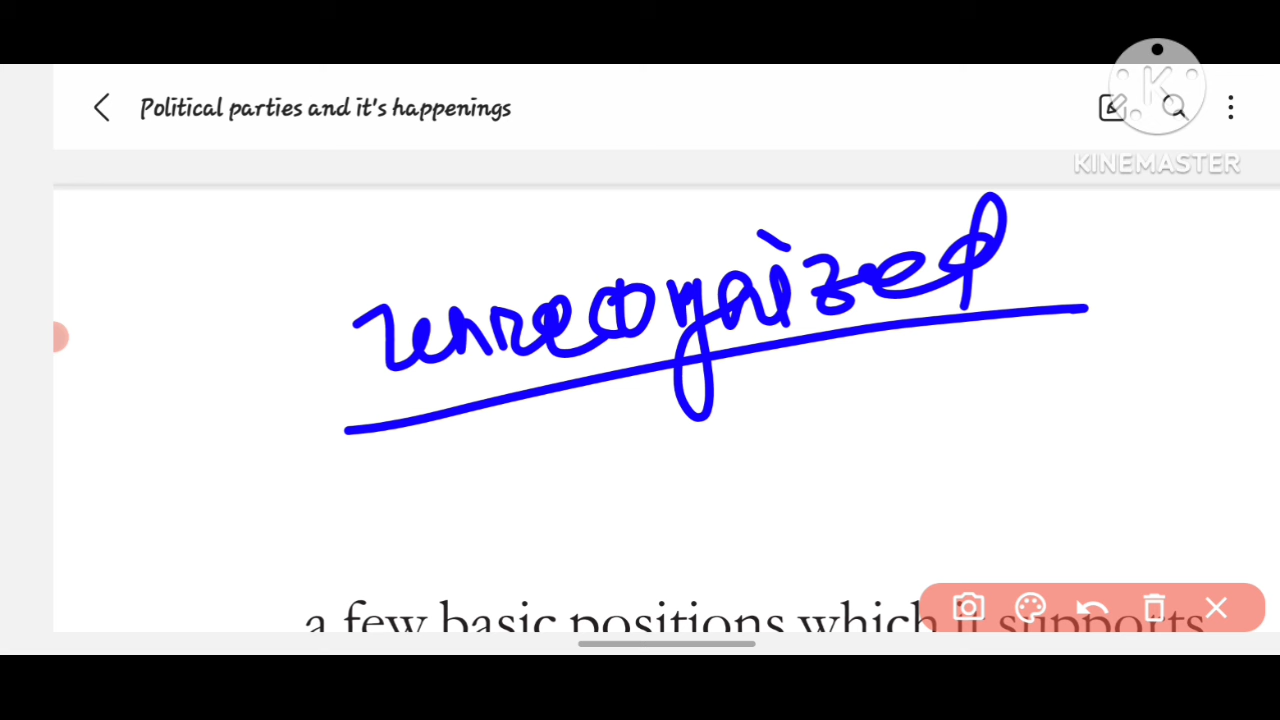 Political parties and it's happenings
KINEMASTER
unrecognized
a few basic positions which it supports